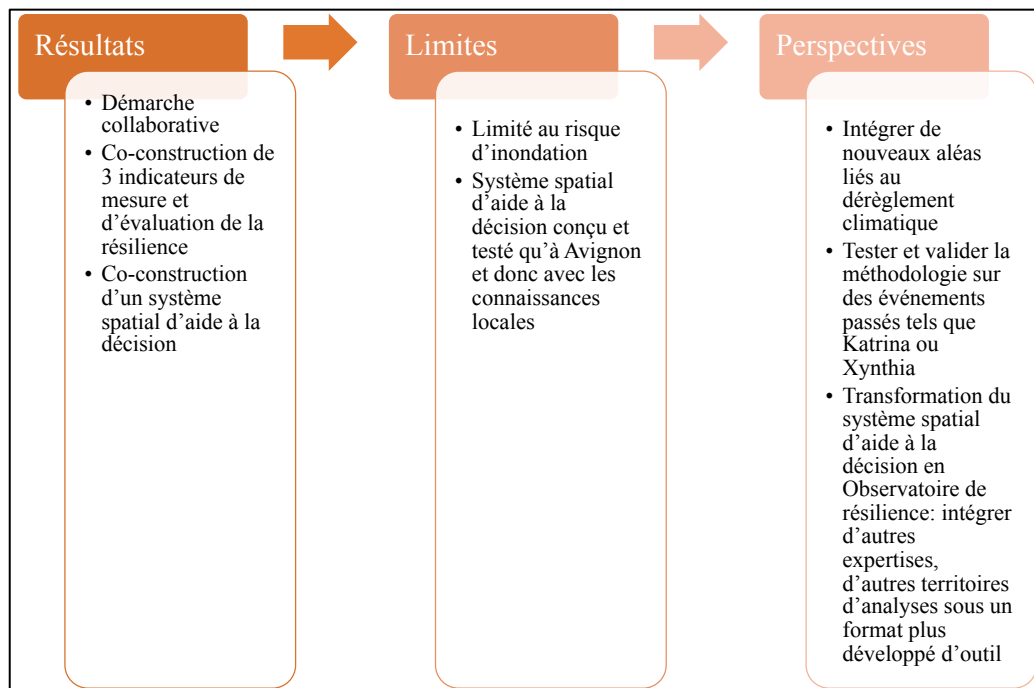 Résultats
• Démarche
collaborative
• Co-construction de
3 indicateurs de
mesure et
d’évaluation de la
résilience
• Co-construction
d’un système
spatial d’aide à la
décision
Limites
• Limité au risque
d’inondation
• Système spatial
d’aide à la
décision conçu et
testé qu’à Avignon
et donc avec les
connaissances
locales
Perspectives
• Intégrer de
nouveaux aléas
liés au
dérèglement
climatique
• Tester et valider la
méthodologie sur
des événements
passés tels que
Katrina ou
Xynthia
• Transformation du
système spatial
d’aide à la
décision en
Observatoire de
résilience: intégrer
d’autres
expertises,
d’autres territoires
d’analyses sous un
format plus
développé d’outil